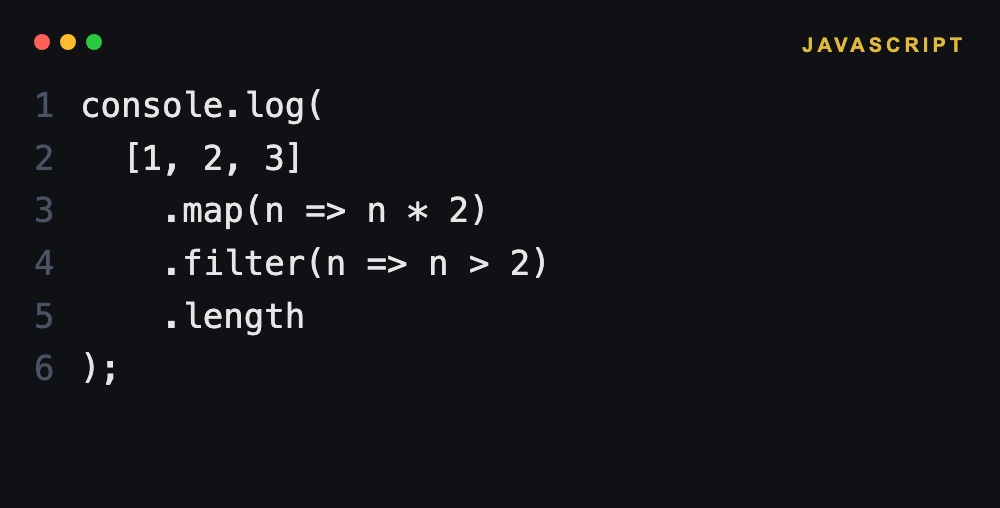 JAVASCRIPT
1 console.log(
2   [1, 2, 3]
3     .map(n => n * 2)
4     .filter(n => n > 2)
5     .length
6 );